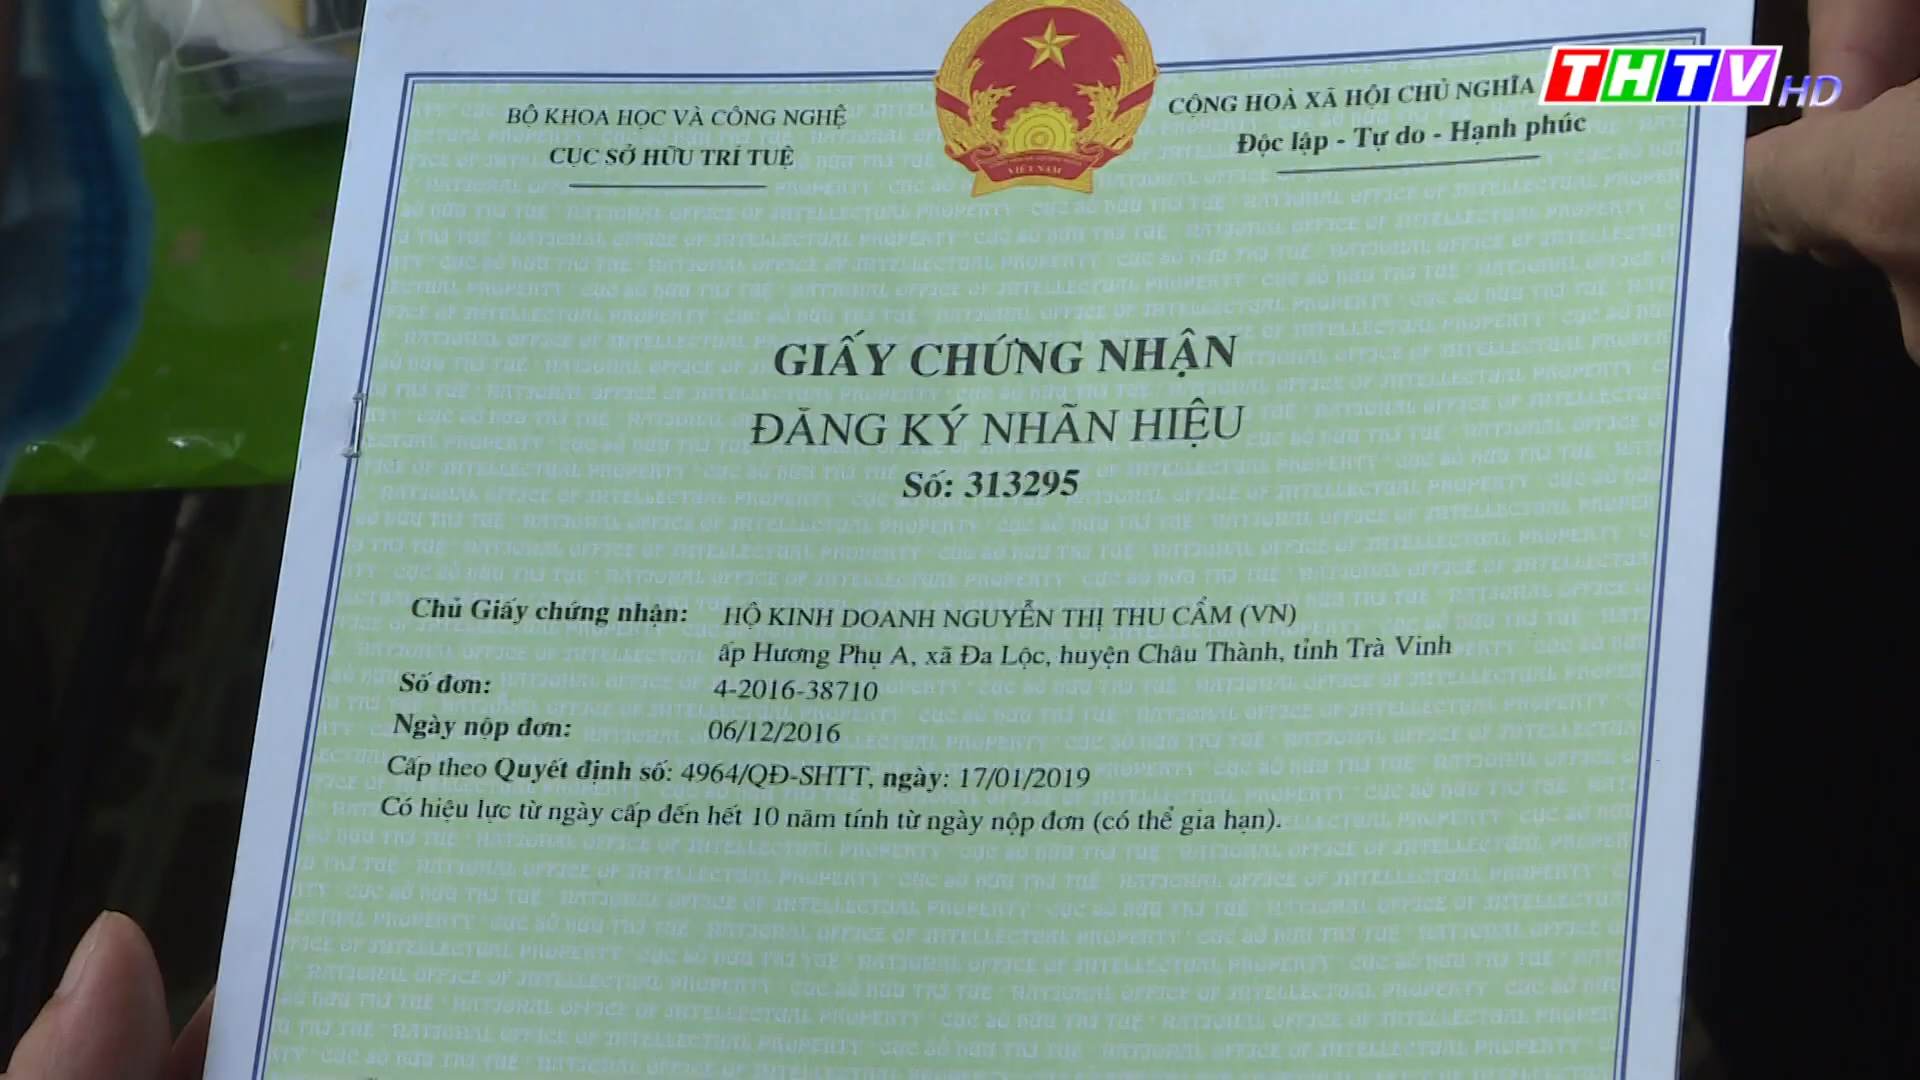 BỘ KHOA HỌC VÀ CÔNG NGHỆ
CỤC SỞ HỮU TRÍ TUỆ
VIỆT NAM
CỘNG HOÀ XÃ HỘI CHỦ NGHĨA
Độc lập - Tự do - Hạnh phúc
THTV HD
GIẤY CHỨNG NHẬN
ĐĂNG KÝ NHÃN HIỆU
Số: 313295
Chủ Giấy chứng nhận: HỘ KINH DOANH NGUYỄN THỊ THU CẨM (VN)
ấp Hương Phụ A, xã Đa Lộc, huyện Châu Thành, tỉnh Trà Vinh
Số đơn: 4-2016-38710
Ngày nộp đơn: 06/12/2016
Cấp theo Quyết định số: 4964/QĐ-SHTT, ngày: 17/01/2019
Có hiệu lực từ ngày cấp đến hết 10 năm tính từ ngày nộp đơn (có thể gia hạn).